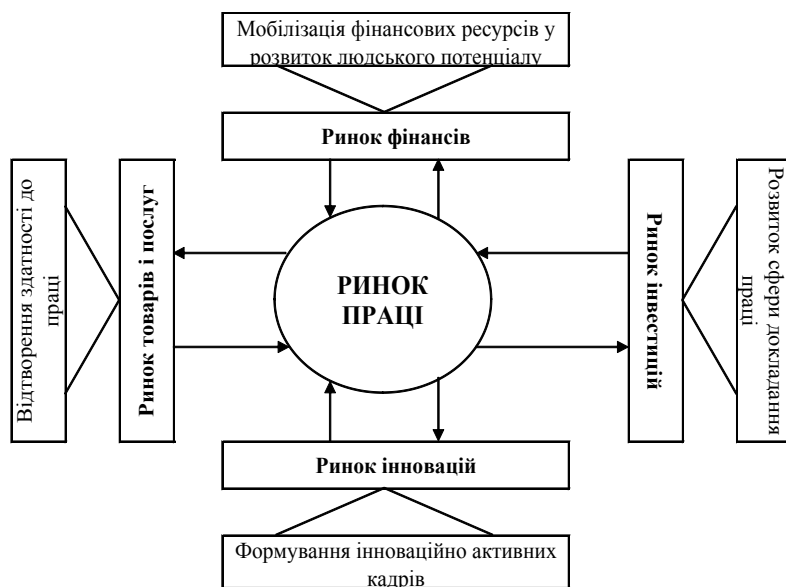 Мобілізація фінансових ресурсів у
розвиток людського потенціалу
Ринок фінансів
Відтворення здатності до
праці
Ринок товарів і послуг
РИНОК
ПРАЦІ
Ринок інвестицій
Розвиток сфери докладання
праці
Ринок інновацій
Формування інноваційно активних
кадрів